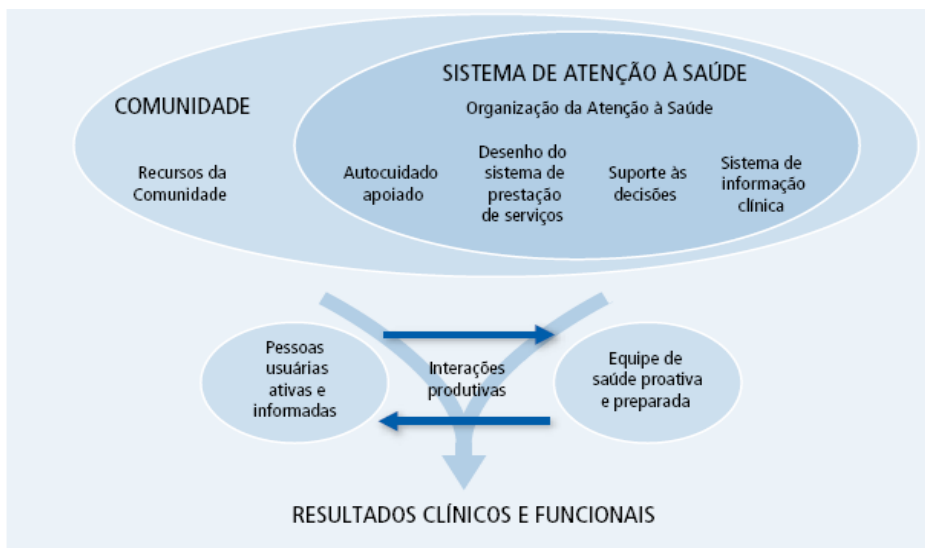 SISTEMA DE ATENÇÃO À SAÚDE
COMUNIDADE
Organização da Atenção à Saúde
Recursos da
Comunidade
Autocuidado
apoiado
Desenho do
sistema de
prestação
de serviços
Suporte às
decisões
Sistema de
informação
clínica
Pessoas
usuárias
ativas e
informadas
Interações
produtivas
Equipe de
saúde proativa
e preparada
RESULTADOS CLÍNICOS E FUNCIONAIS